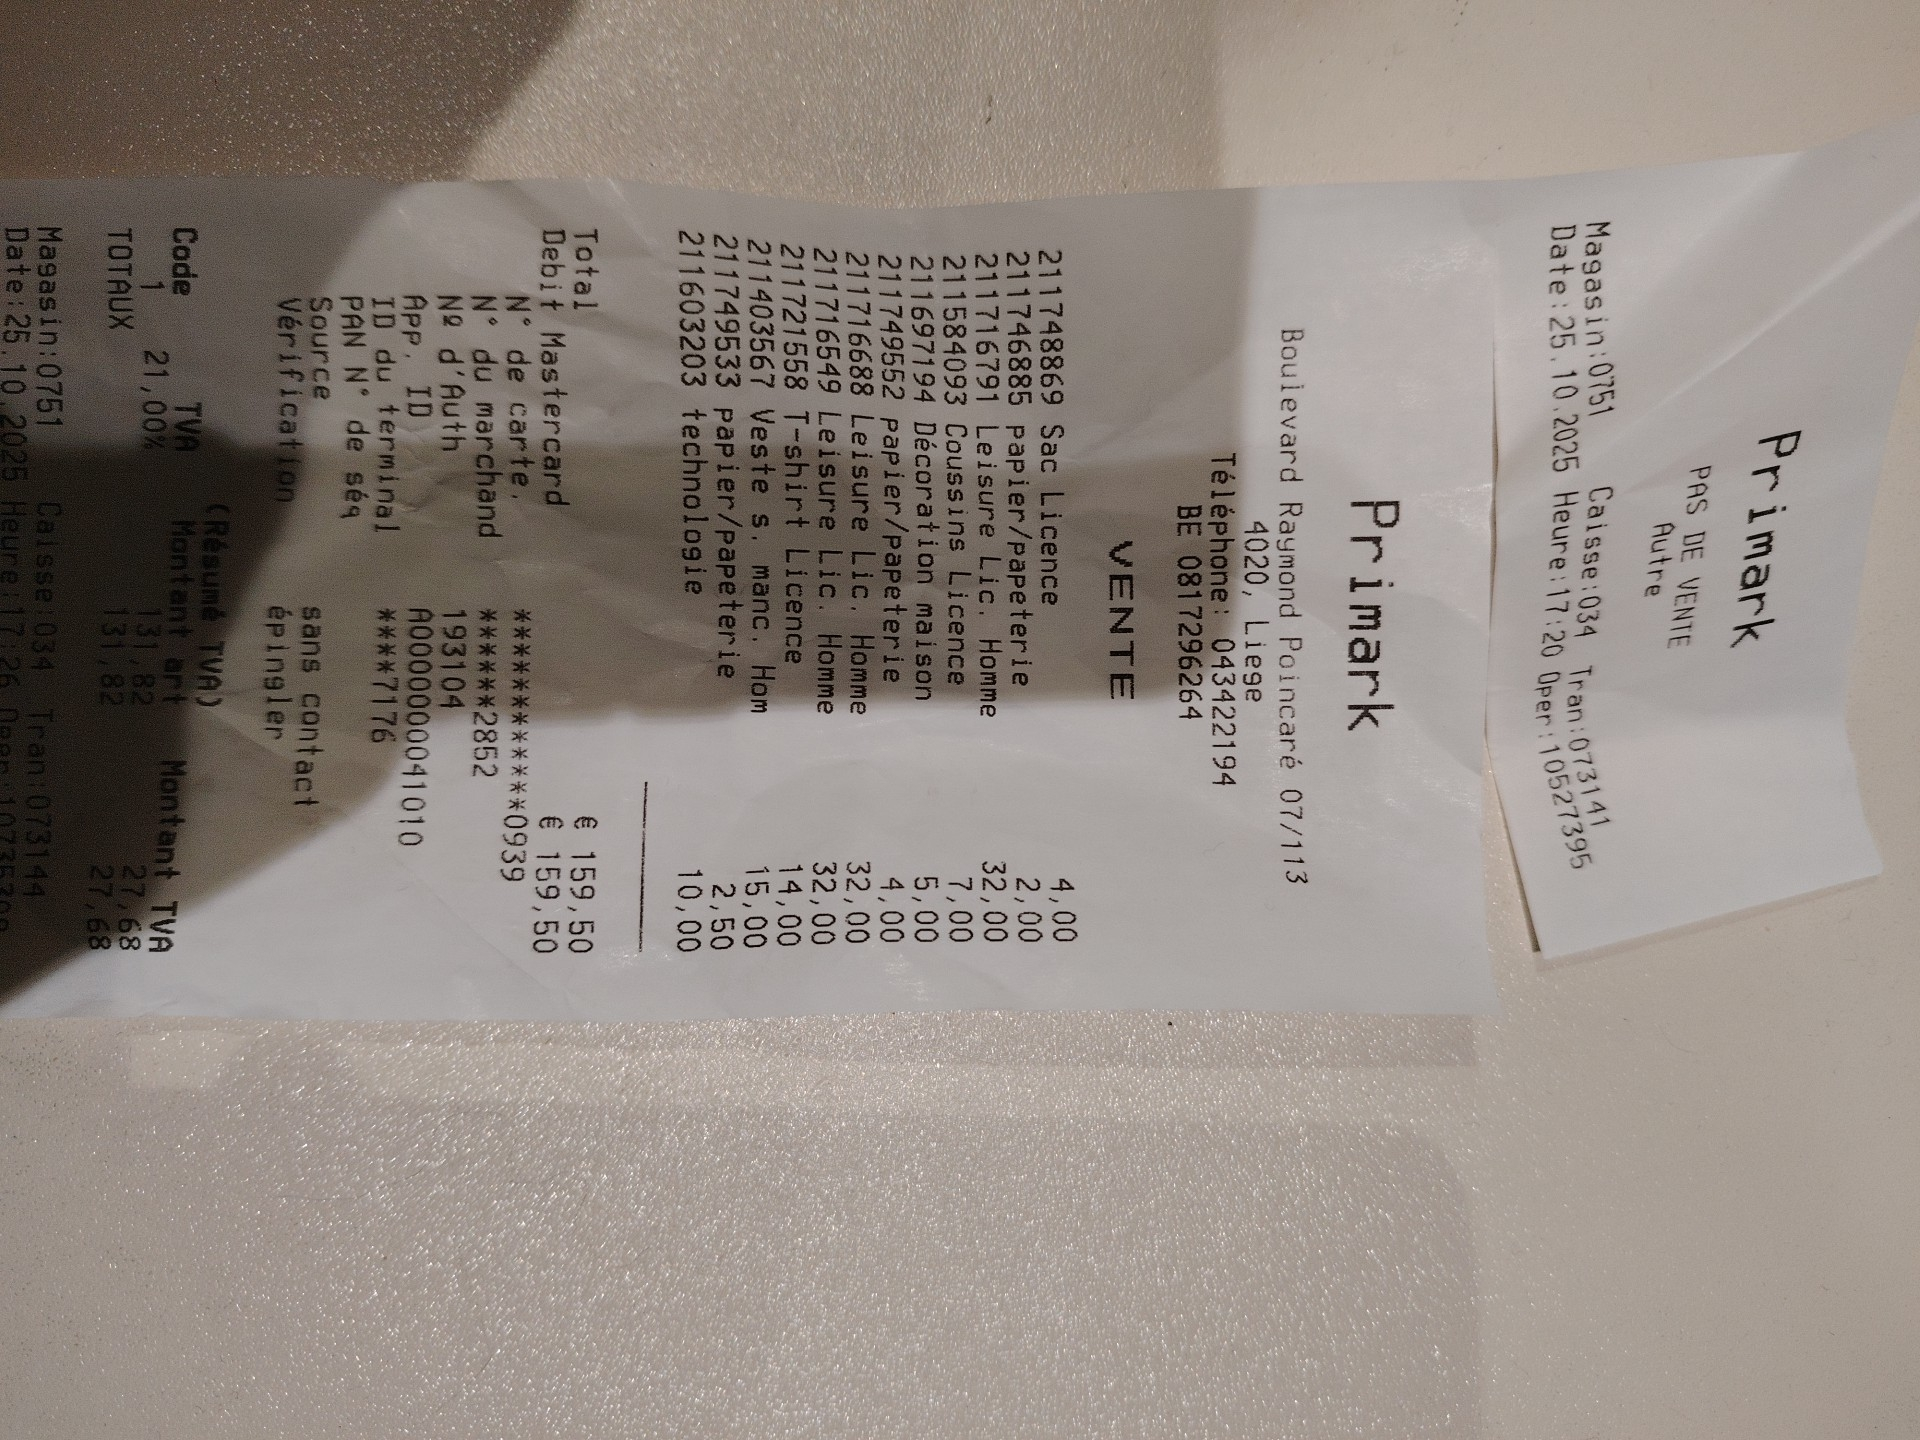 Primark
PAS DE VENTE
Autre
Magasin:0751 Caisse:034 Tran:073141
Date:25.10.2025 Heure:17:20 Oper:10527395
Primark
Boulevard Raymond Poincaré 07/113
4020, Liege
Téléphone: 043422194
BE 0817296264
VENTE
211748869 Sac Licence 4,00
211746885 papier/papeterie 2,00
211716791 Leisure Lic. Homme 32,00
211584093 Coussins Licence 7,00
211697194 Décoration maison 5,00
211749552 papier/papeterie 4,00
211716688 Leisure Lic. Homme 32,00
211716549 Leisure Lic. Homme 32,00
211721558 T-shirt Licence 14,00
211403567 Veste s. manc. Hom 15,00
211749533 papier/papeterie 2,50
211603203 technologie 10,00
Total € 159,50
Debit Mastercard € 159,50
N° de carte. ************0939
N° du marchand ******2852
Nº d'Auth 193104
APP. ID A0000000041010
ID du terminal ****7176
PAN N° de séq
Source sans contact
Vérification épingler
(Résumé TVA)
Code TVA Montant art Montant TVA
1 21,00% 131,82 27,68
TOTAUX 131,82 27,68
Magasin:0751 Caisse:034 Tran:073144
Date:25.10.2025 Heure:17:26